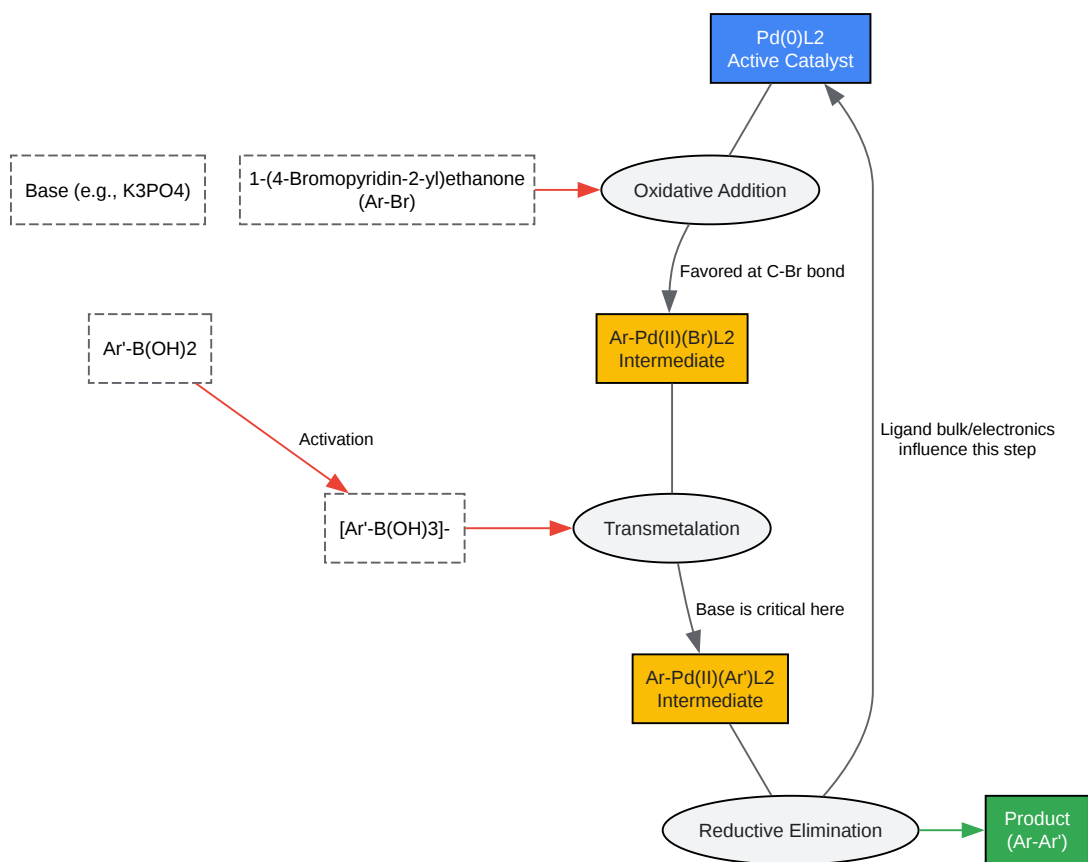 Pd(0)L2
Active Catalyst
Base (e.g., K3PO4)
1-(4-Bromopyridin-2-yl)ethanone
(Ar-Br)
Oxidative Addition
Favored at C-Br bond
Ar'-B(OH)2
Ar-Pd(II)(Br)L2
Intermediate
Activation
Ligand bulk/electronics
influence this step
[Ar'-B(OH)3]-
Transmetalation
Base is critical here
Ar-Pd(II)(Ar')L2
Intermediate
Reductive Elimination
Product
(Ar-Ar')